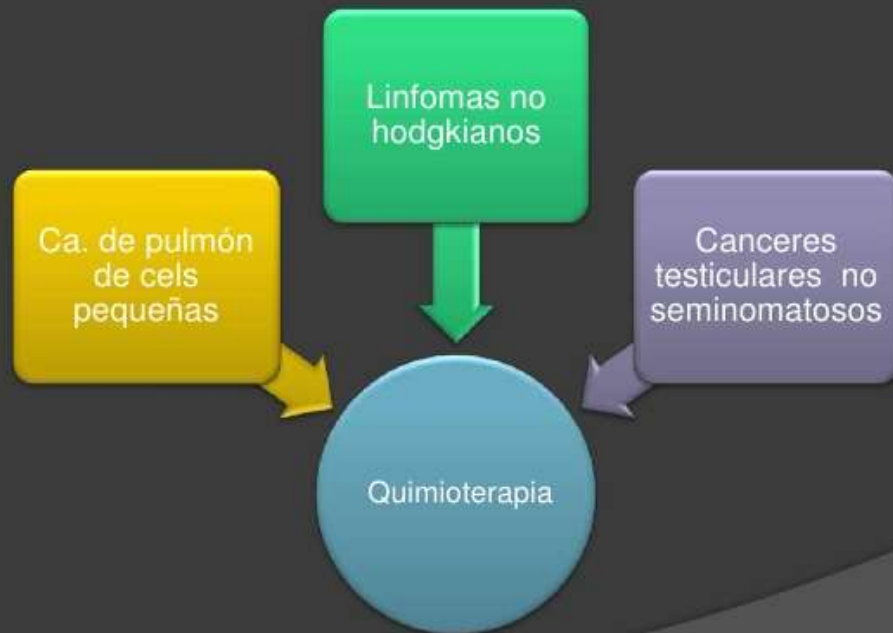 Linfomas no
hodgkianos
Ca. de pulmón
de cels
pequeñas
Canceres
testiculares no
seminomatosos
Quimioterapia